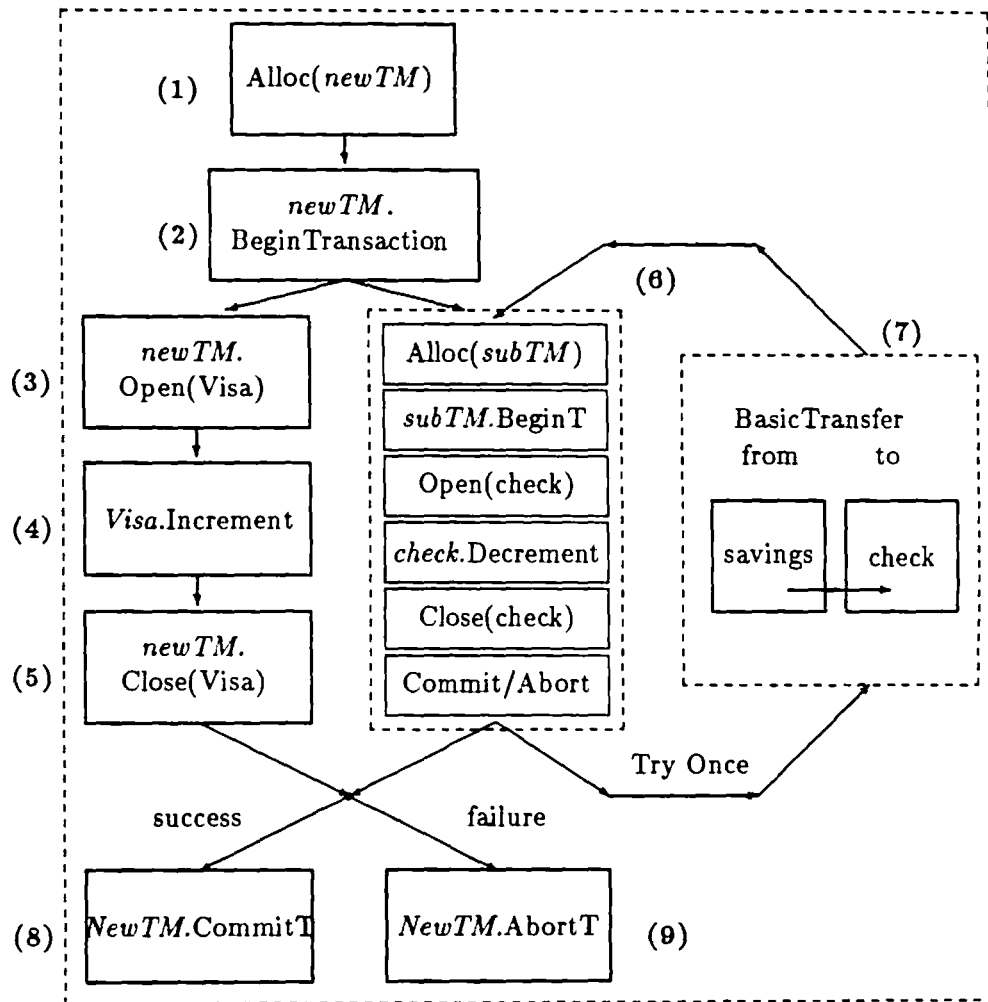 (1)
Alloc(newTM)
(2)
newTM.
BeginTransaction
(6)
(7)
(3)
newTM.
Open(Visa)
(4)
Visa.Increment
(5)
newTM.
Close(Visa)
Alloc(subTM)
subTM.BeginT
Open(check)
check.Decrement
Close(check)
Commit/Abort
BasicTransfer
from to
savings
check
Try Once
success
failure
(8)
NewTM.CommitT
NewTM.AbortT
(9)